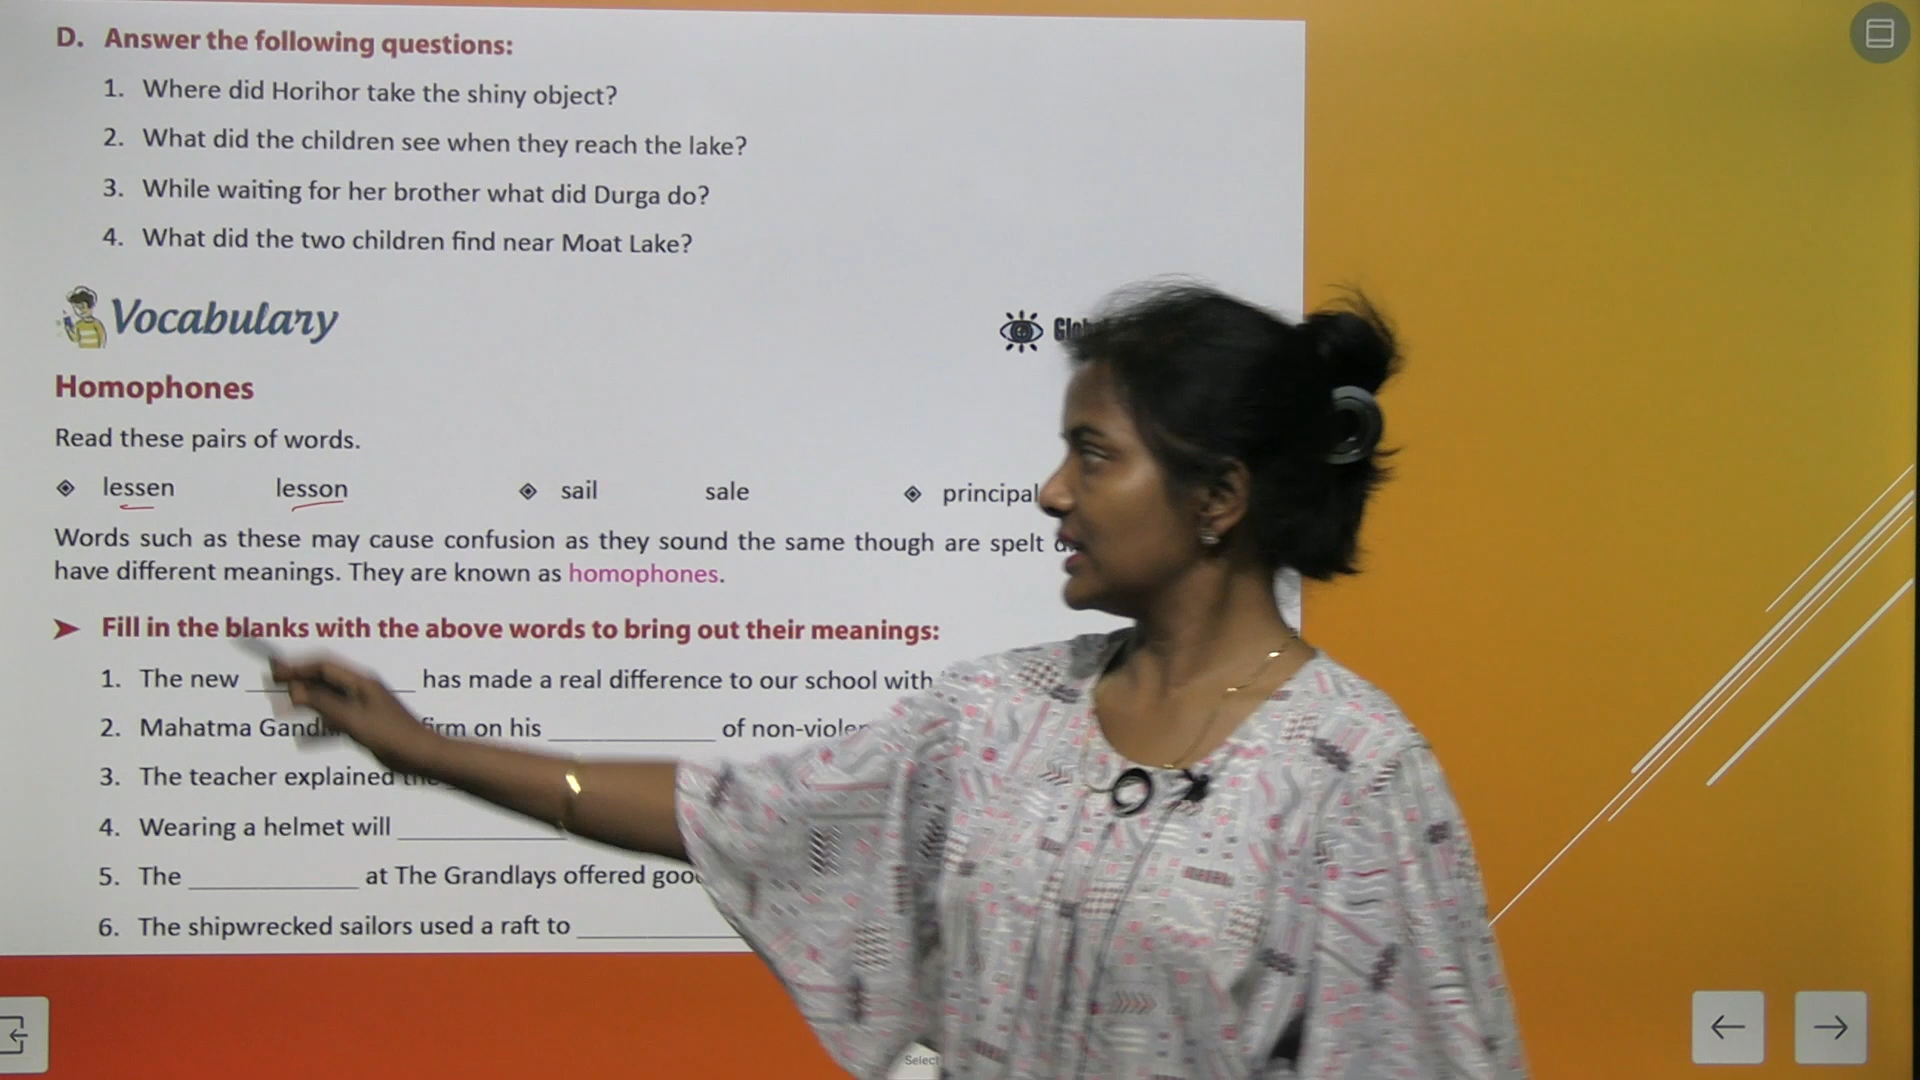 D. Answer the following questions:
1. Where did Horihor take the shiny object?
2. What did the children see when they reach the lake?
3. While waiting for her brother what did Durga do?
4. What did the two children find near Moat Lake?
Vocabulary
Homophones
Read these pairs of words.
lessen lesson sail sale principal
Words such as these may cause confusion as they sound the same though are spelt
have different meanings. They are known as homophones.
Fill in the blanks with the above words to bring out their meanings:
1. The new ____________ has made a real difference to our school with
2. Mahatma firm on his ____________ of
3. The teacher explained
4. Wearing a helmet will ____________
5. The ____________ at The Grandlays offered
6. The shipwrecked sailors used a raft to ____________
Select